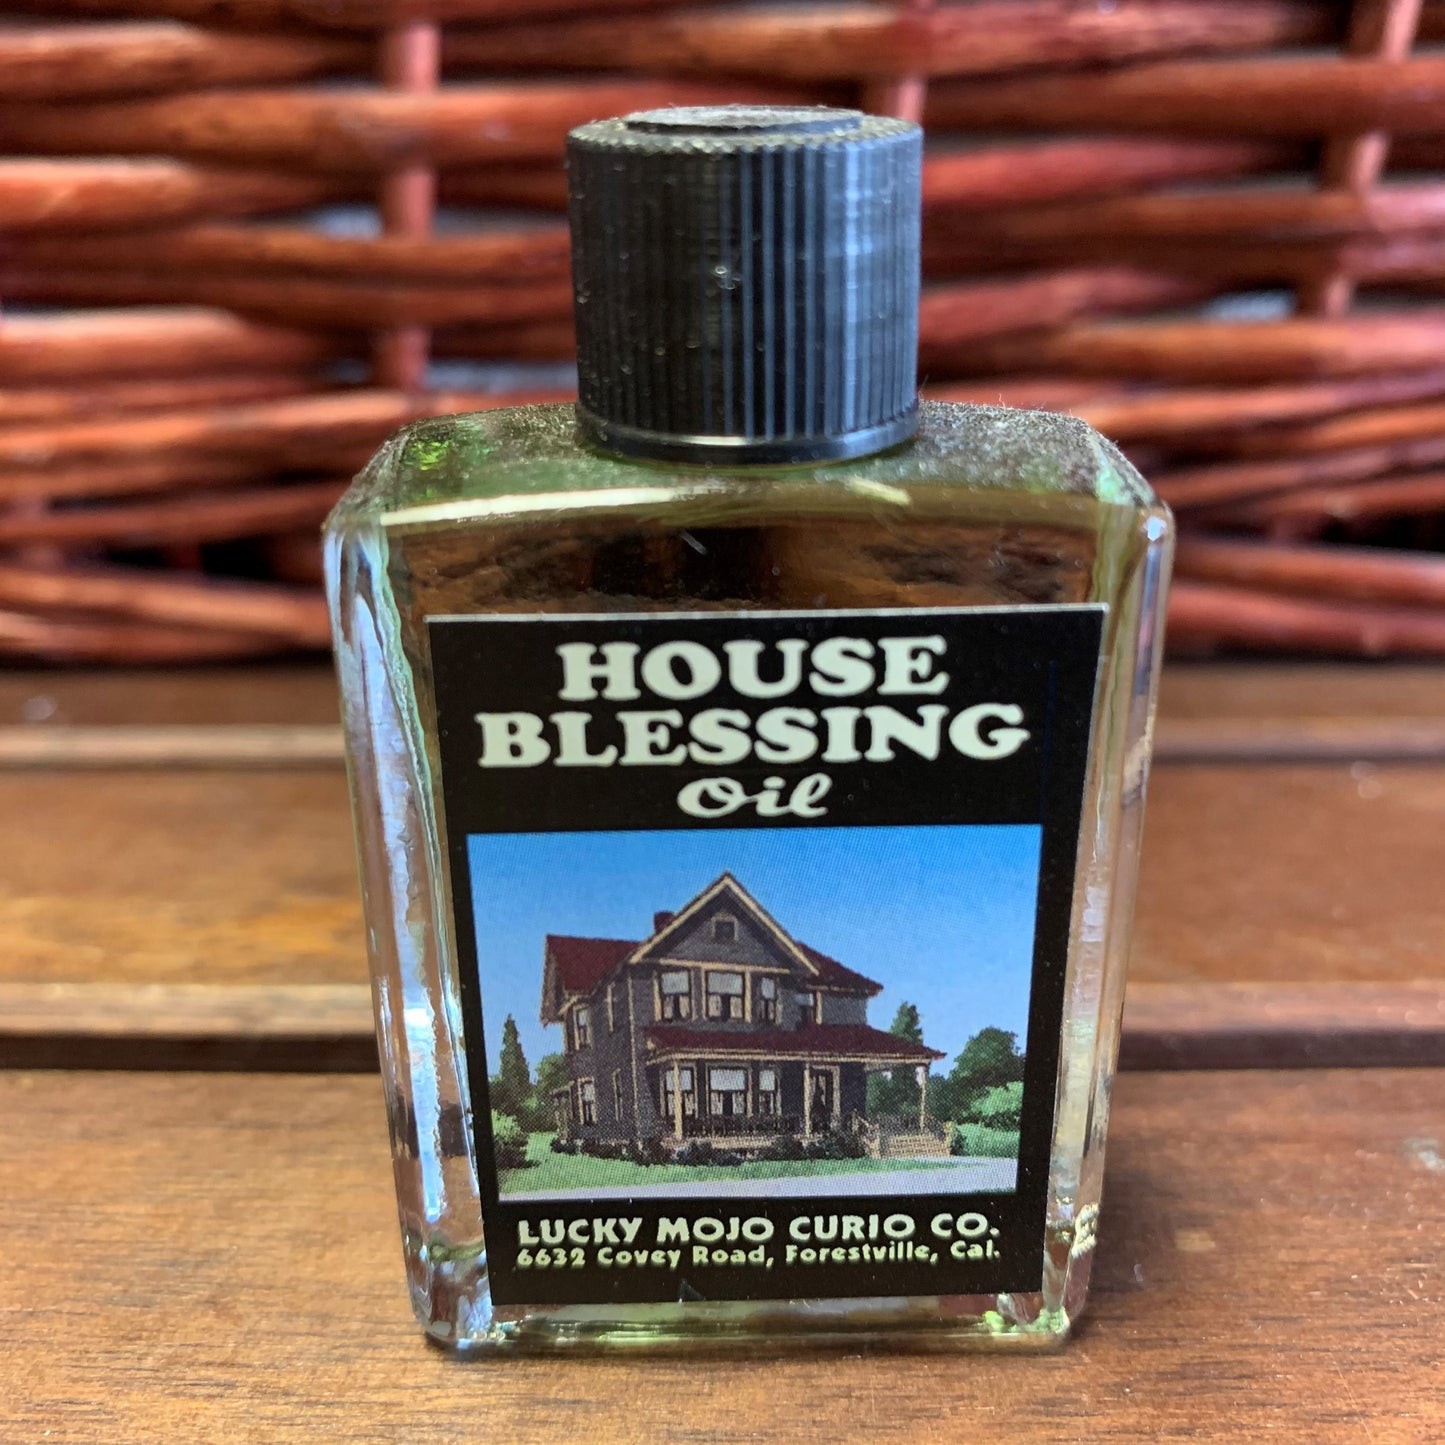 HOUSE
BLESSING
Oil
LUCKY MOJO CURIO CO.
6632 Covey Road, Forestville, Cal.